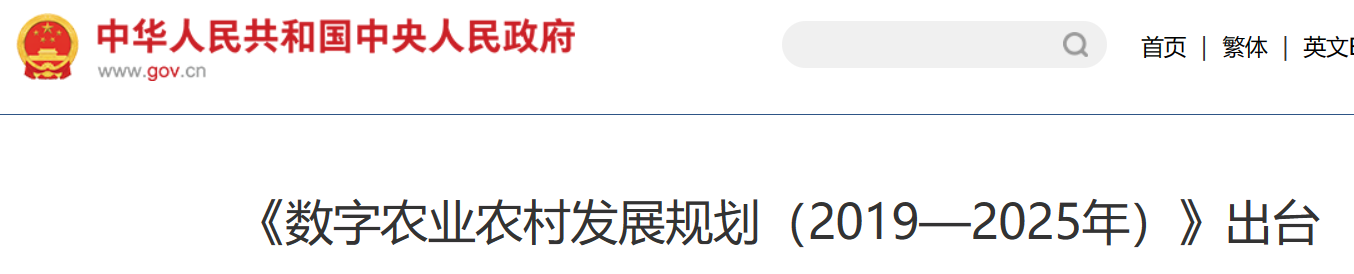 中华人民共和国中央人民政府
www.gov.cn
首页 | 繁体 | 英文
《数字农业农村发展规划（2019—2025年）》出台